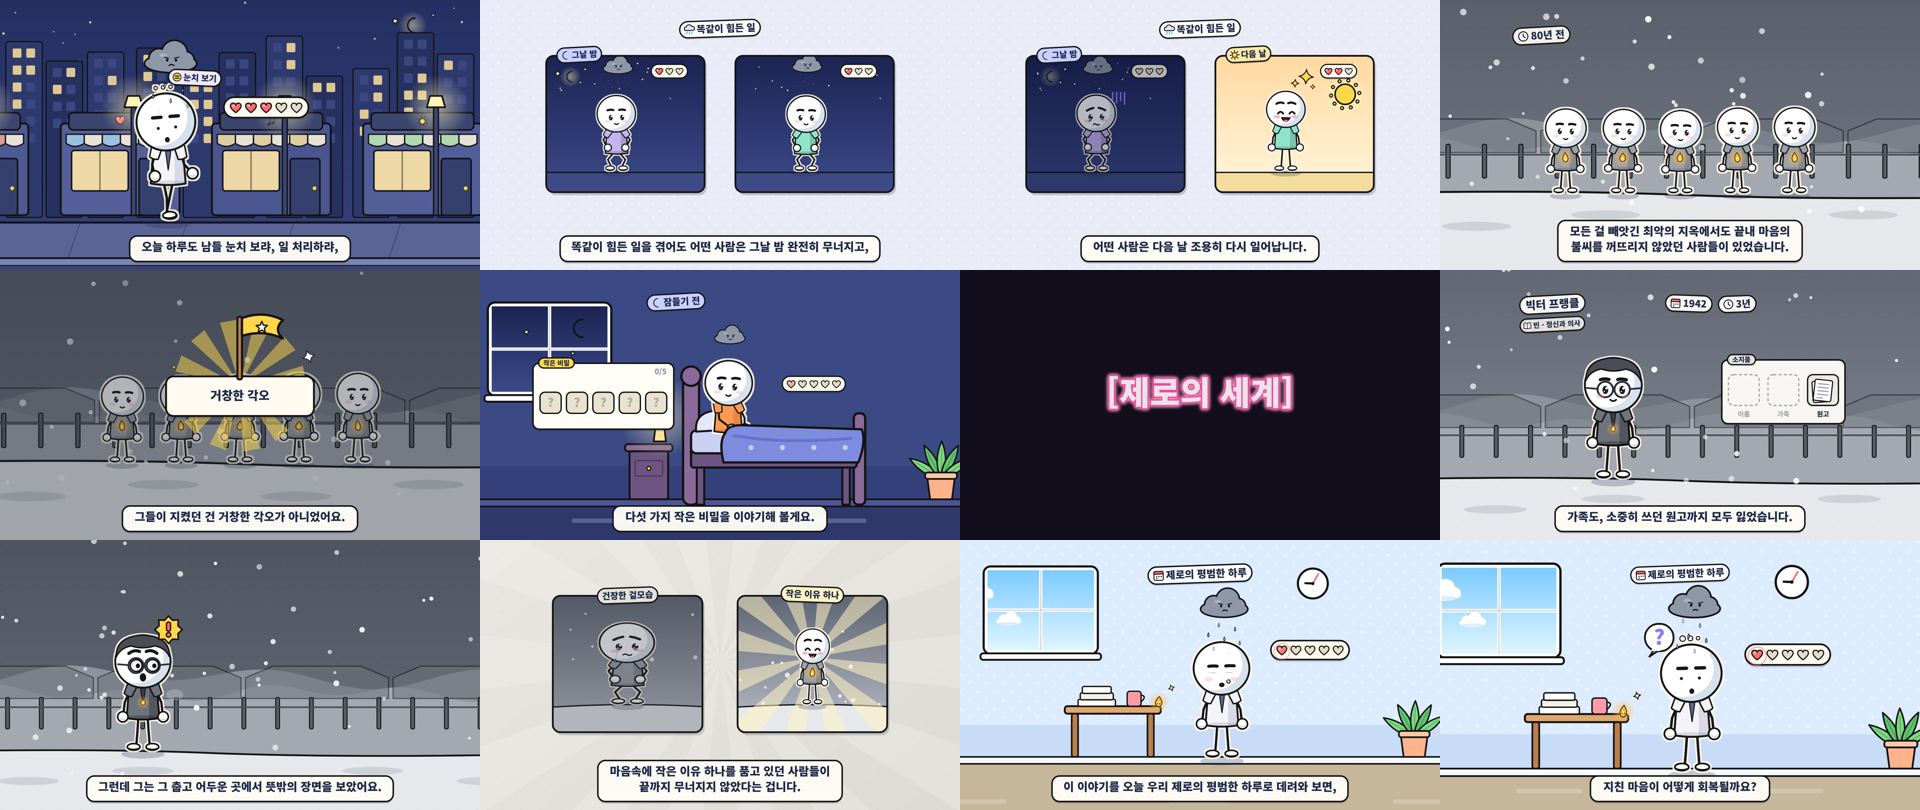 눈치 보기
오늘 하루도 남들 눈치 보랴, 일 처리하랴,
똑같이 힘든 일
그날 밤
똑같이 힘든 일을 겪어도 어떤 사람은 그날 밤 완전히 무너지고,
똑같이 힘든 일
그날 밤
다음 날
어떤 사람은 다음 날 조용히 다시 일어납니다.
80년 전
모든 걸 빼앗긴 최악의 지옥에서도 끝내 마음의
불씨를 꺼뜨리지 않았던 사람들이 있었습니다.
거창한 각오
그들이 지켰던 건 거창한 각오가 아니었어요.
잠들기 전
작은 비밀
0/5
? ? ? ? ?
다섯 가지 작은 비밀을 이야기해 볼게요.
[제로의 세계]
빅터 프랭클
빈 · 정신과 의사
1942
3년
소지품
이름
가족
원고
가족도, 소중히 쓰던 원고까지 모두 잃었습니다.
!
그런데 그는 그 춥고 어두운 곳에서 뜻밖의 장면을 보았어요.
건장한 겉모습
작은 이유 하나
마음속에 작은 이유 하나를 품고 있던 사람들이
끝까지 무너지지 않았다는 겁니다.
제로의 평범한 하루
이 이야기를 오늘 우리 제로의 평범한 하루로 데려와 보면,
제로의 평범한 하루
?
지친 마음이 어떻게 회복될까요?